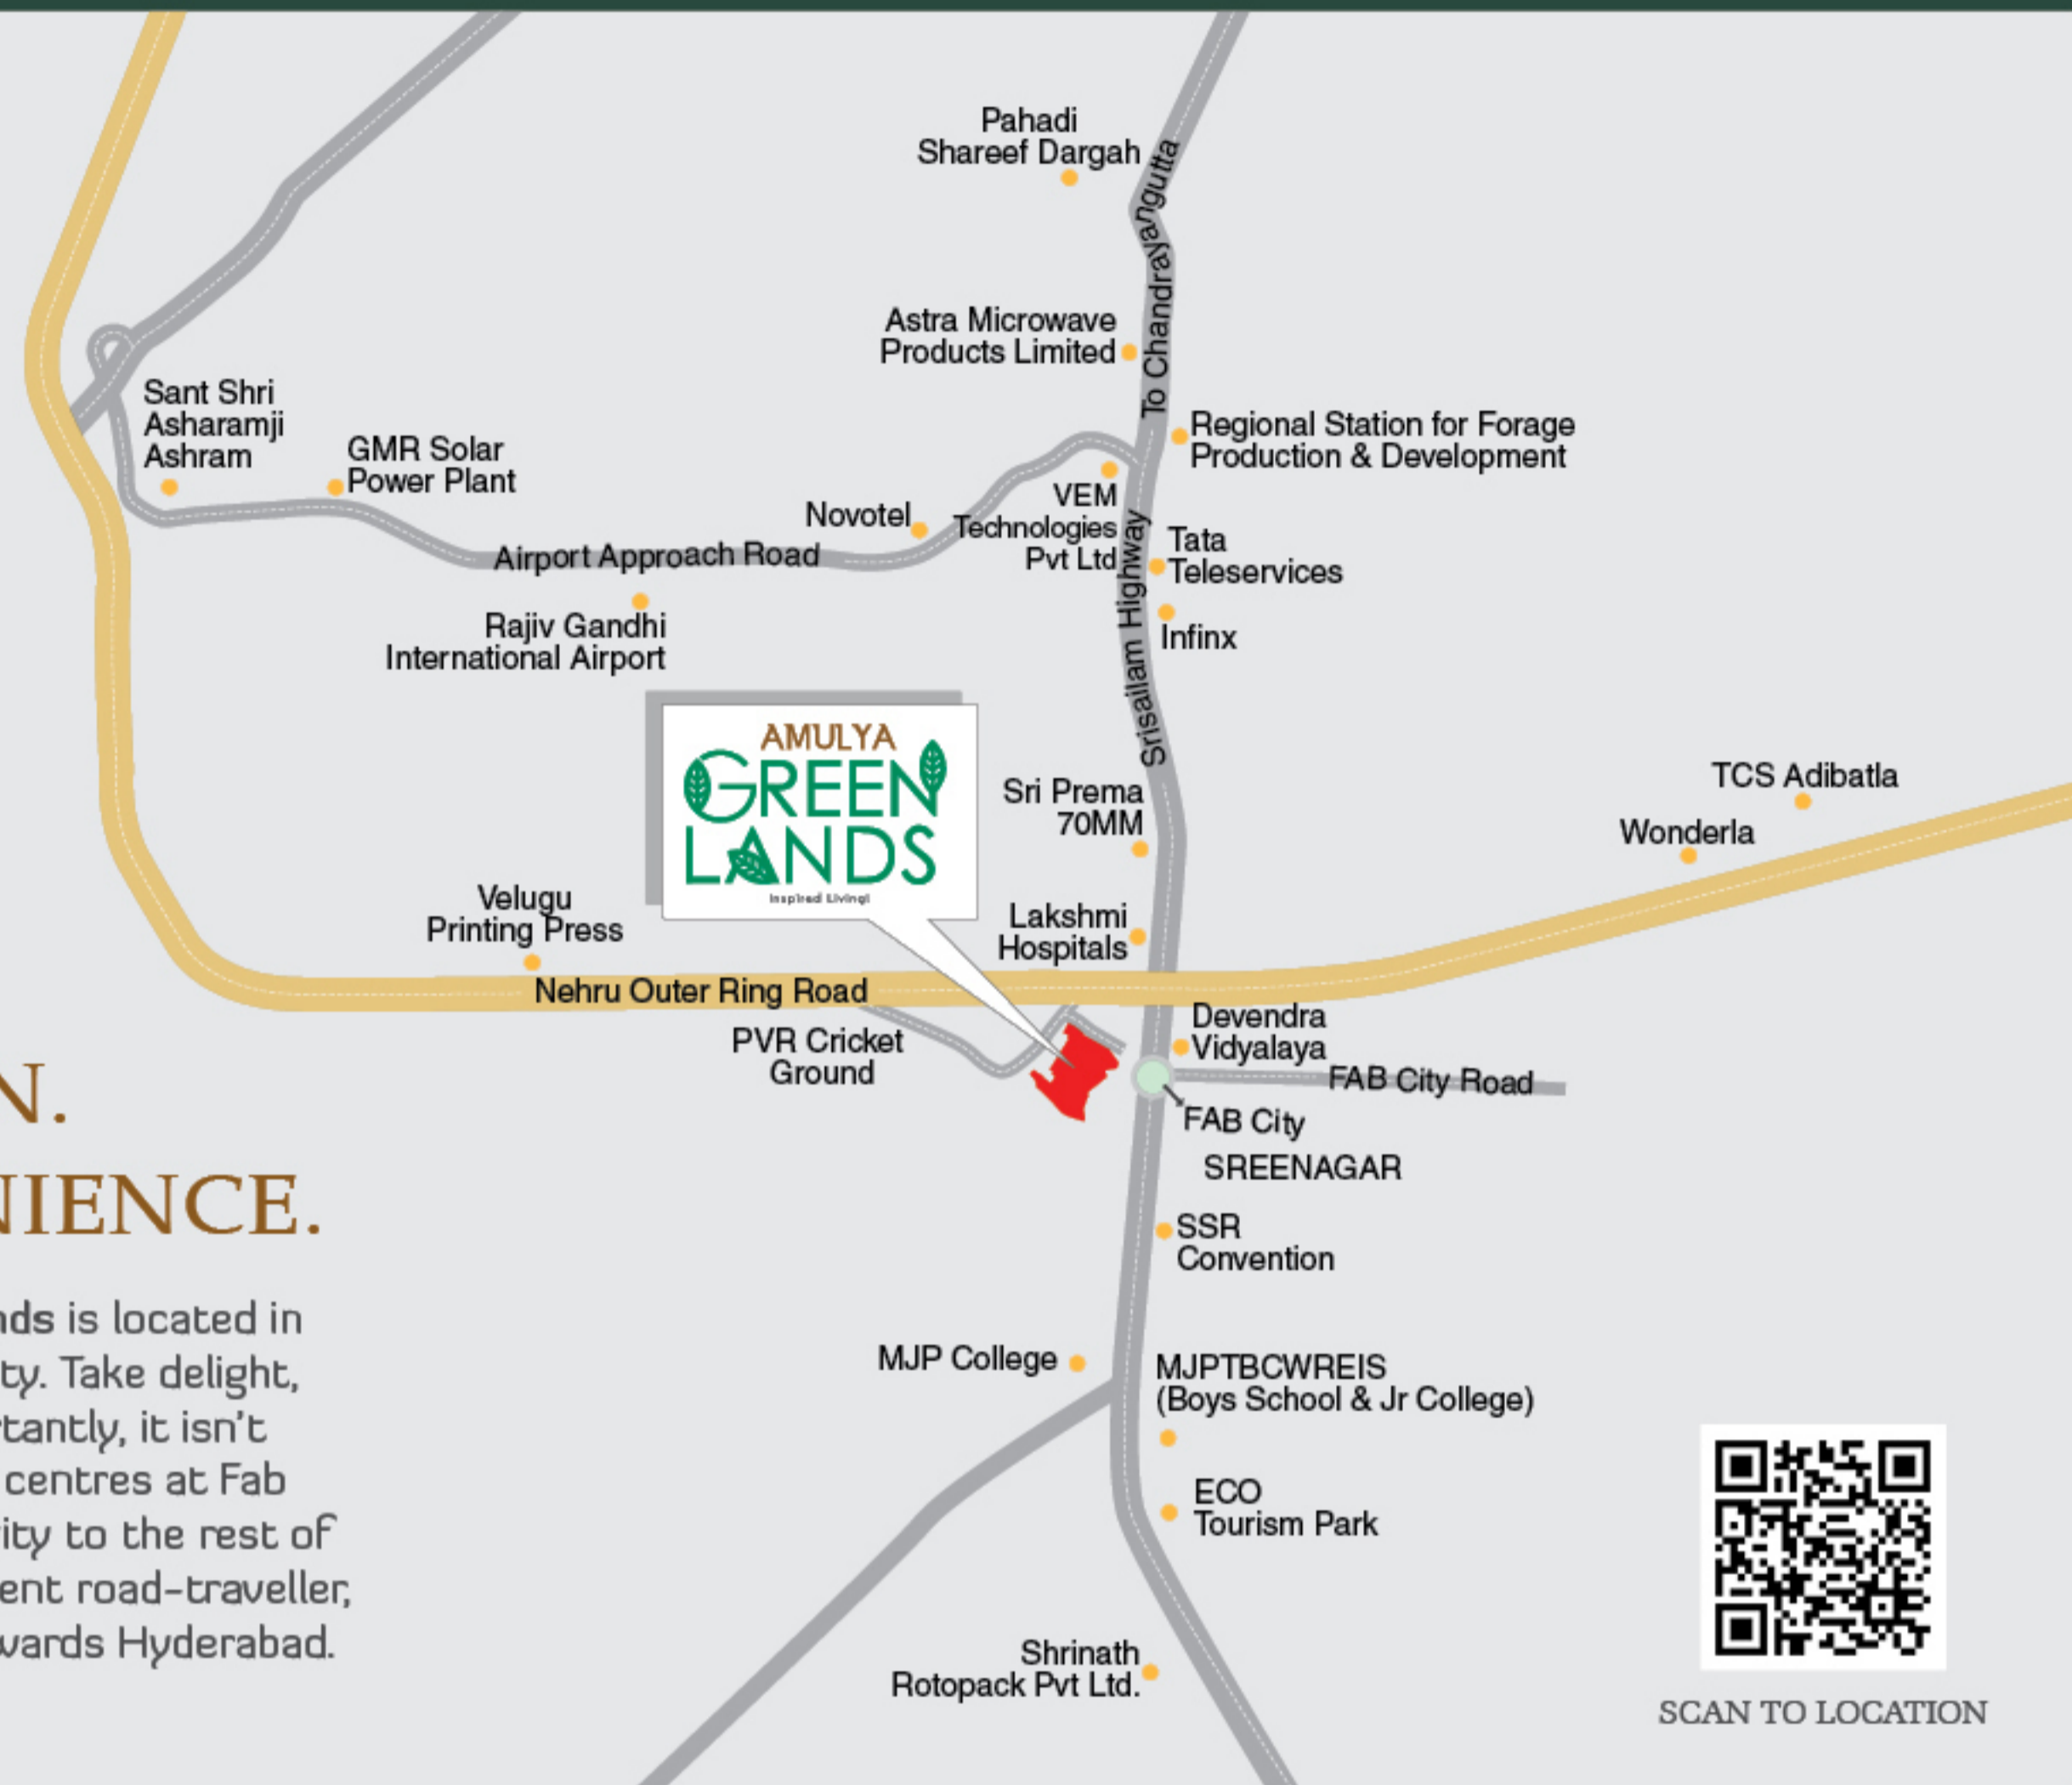 Pahadi
Shareef Dargah
To Chandrayangutta
Astra Microwave
Products Limited
Sant Shri
Asharamji
Ashram
GMR Solar
Power Plant
Regional Station for Forage
Production & Development
Novotel
VEM
Technologies
Pvt Ltd
Airport Approach Road
Srisailam Highway
Tata
Teleservices
Infinx
Rajiv Gandhi
International Airport
AMULYA
GREEN
LANDS
Inspired Living!
Sri Prema
70MM
TCS Adibatla
Wonderla
Velugu
Printing Press
Lakshmi
Hospitals
Nehru Outer Ring Road
PVR Cricket
Ground
Devendra
Vidyalaya
FAB City Road
FAB City
SREENAGAR
SSR
Convention
MJP College
MJPTBCWREIS
(Boys School & Jr College)
ECO
Tourism Park
Shrinath
Rotopack Pvt Ltd.
N.
NIENCE.
nds is located in
ty. Take delight,
tantly, it isn't
centres at Fab
ity to the rest of
ent road-traveller,
wards Hyderabad.
SCAN TO LOCATION